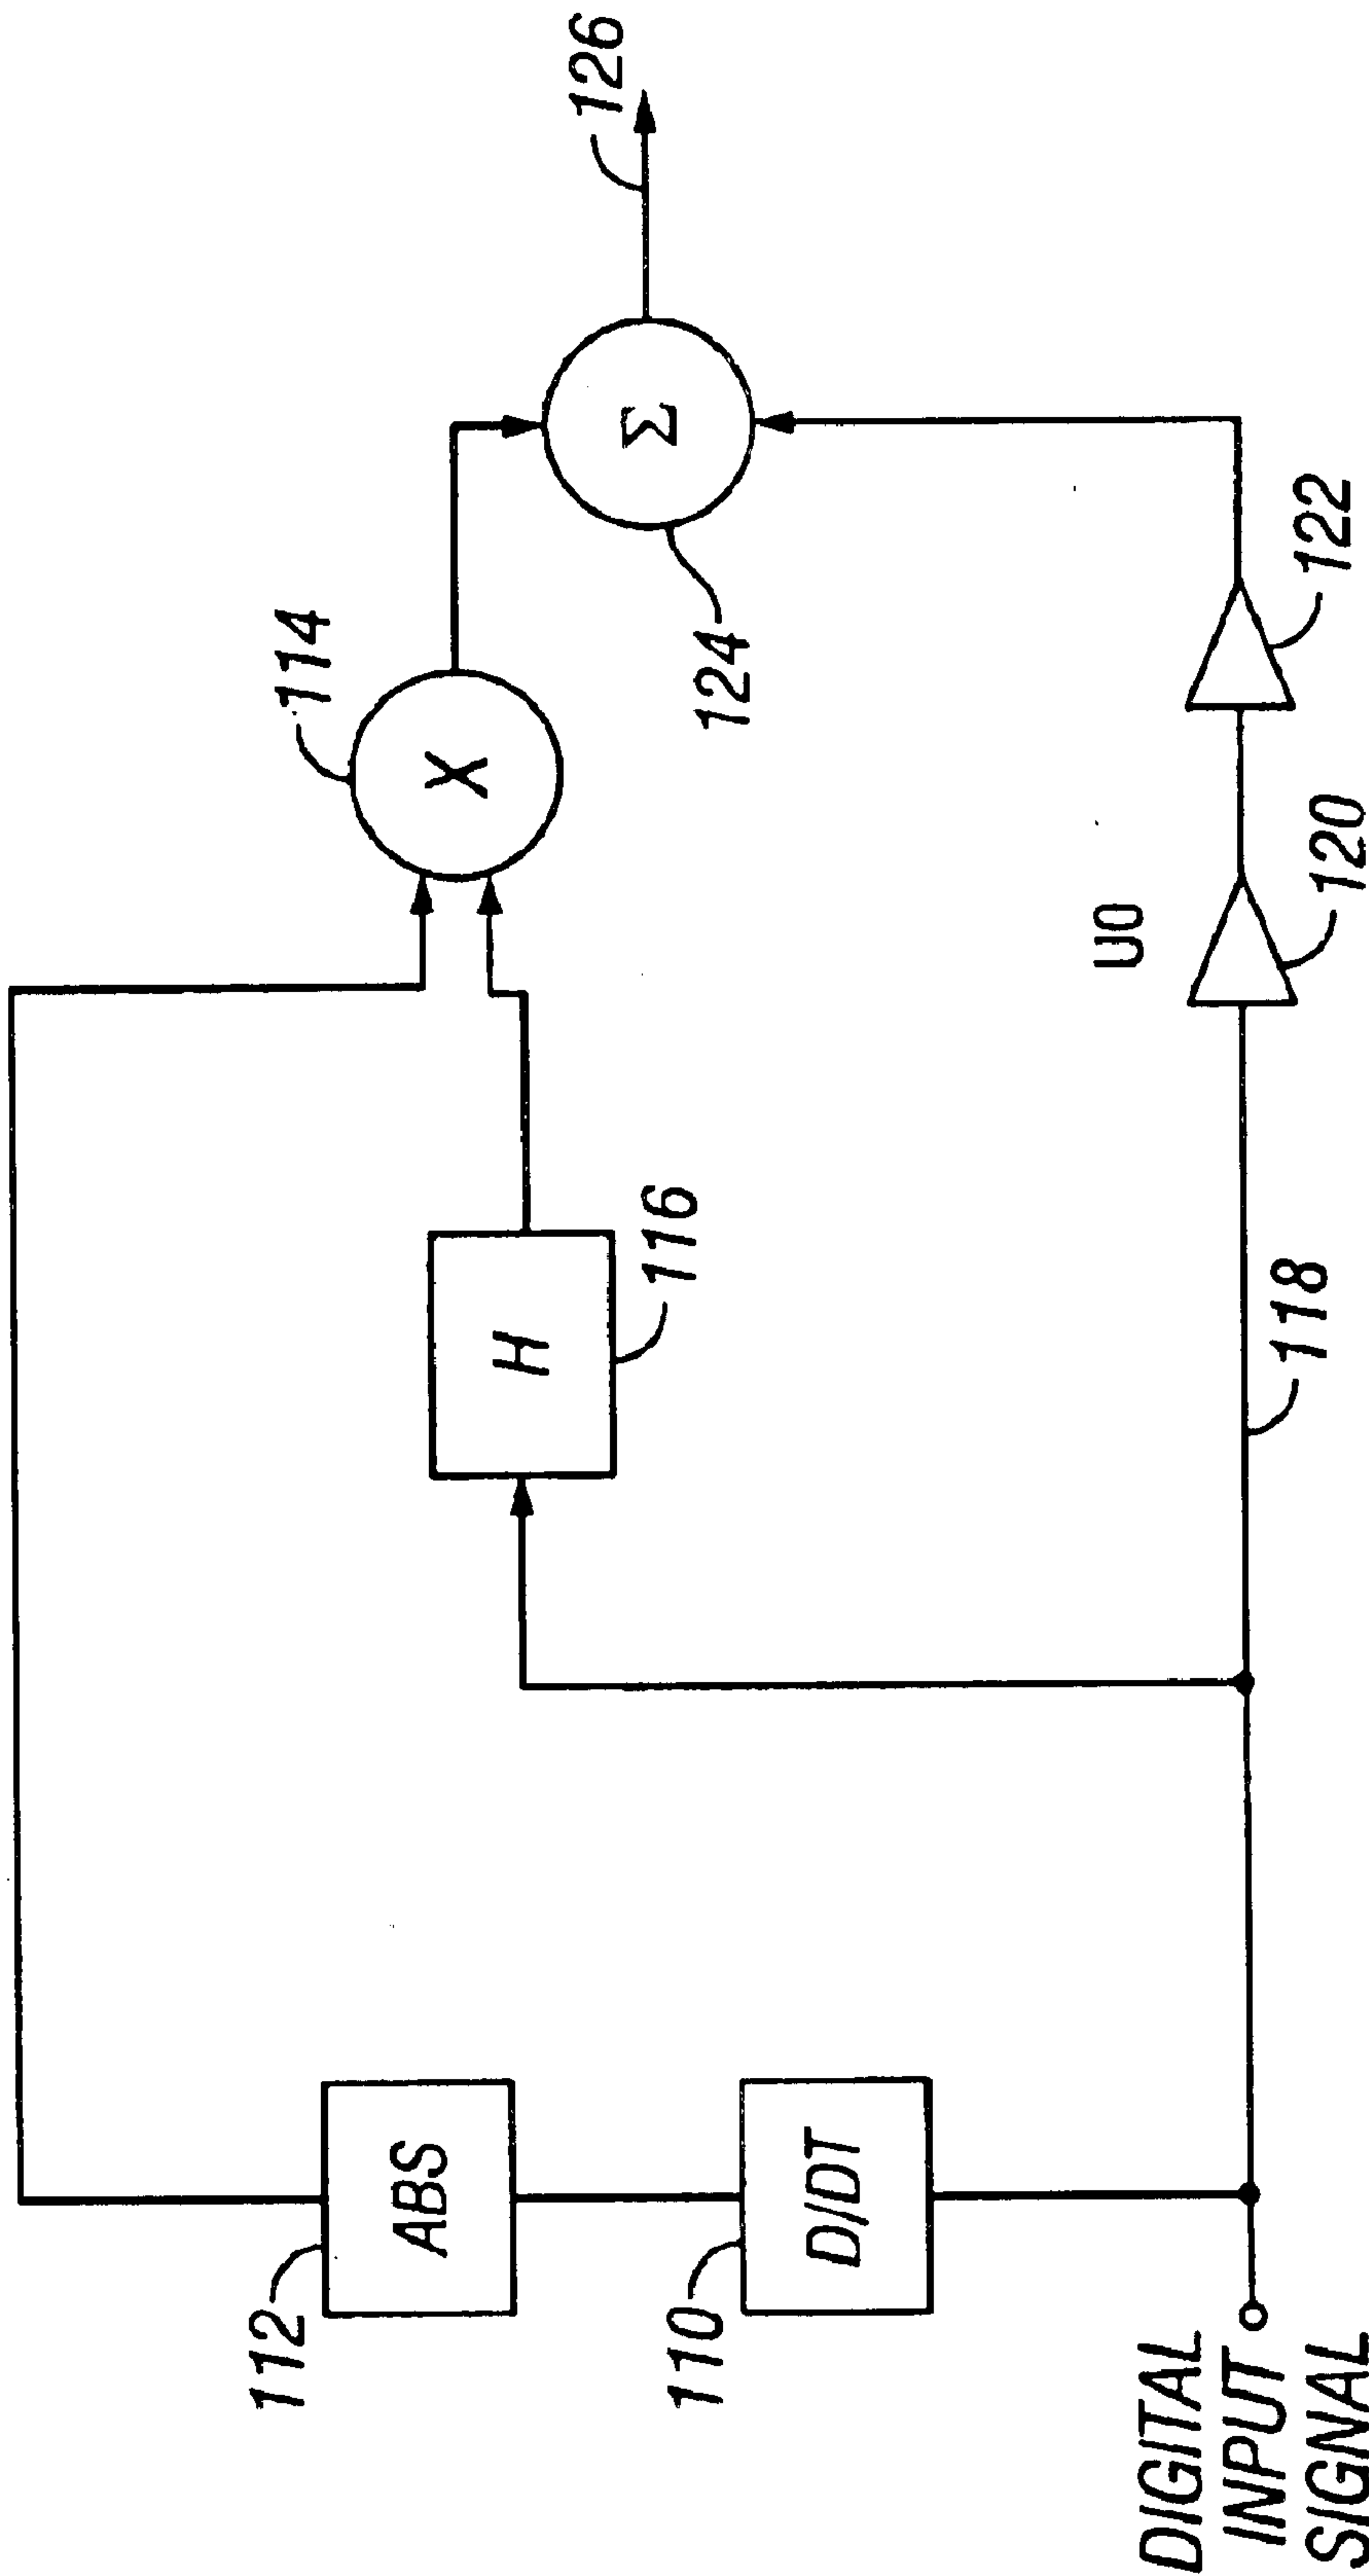 112
ABS
110
D/DT
DIGITAL
INPUT
SIGNAL
H
116
118
114
X
U0
120
122
124
Σ
126